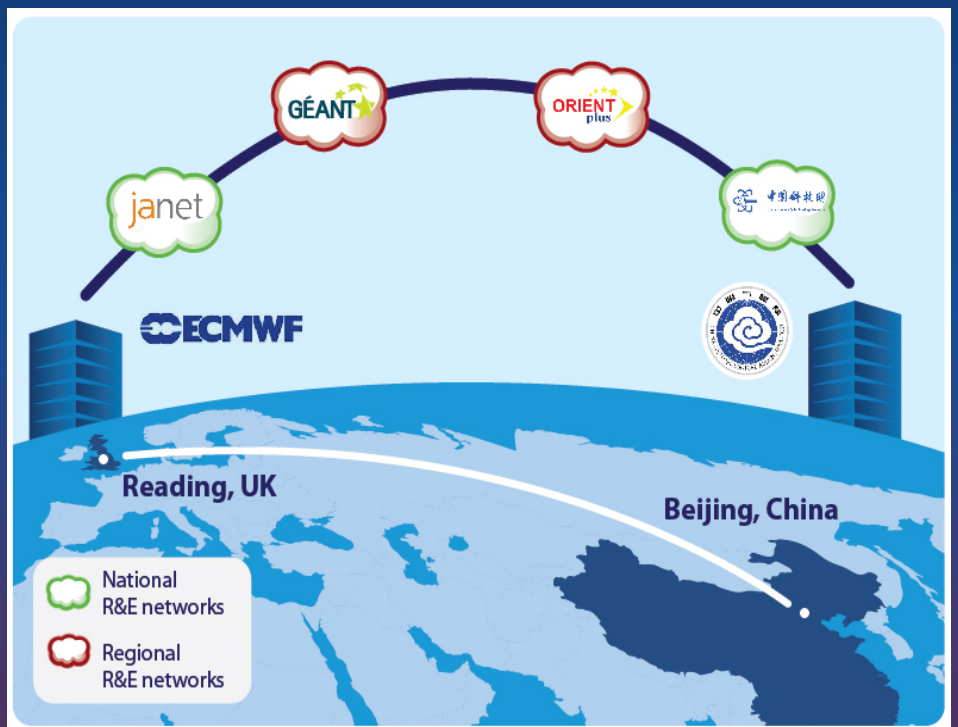 GÉANT
ORIENT
plus
janet
中国科技网
ECMWF
Reading, UK
Beijing, China
National
R&E networks
Regional
R&E networks